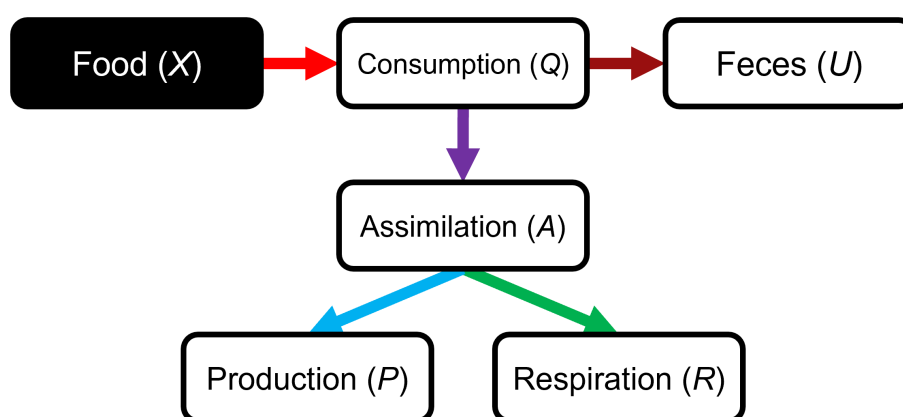 Food (X)
Consumption (Q)
Feces (U)
Assimilation (A)
Production (P)
Respiration (R)